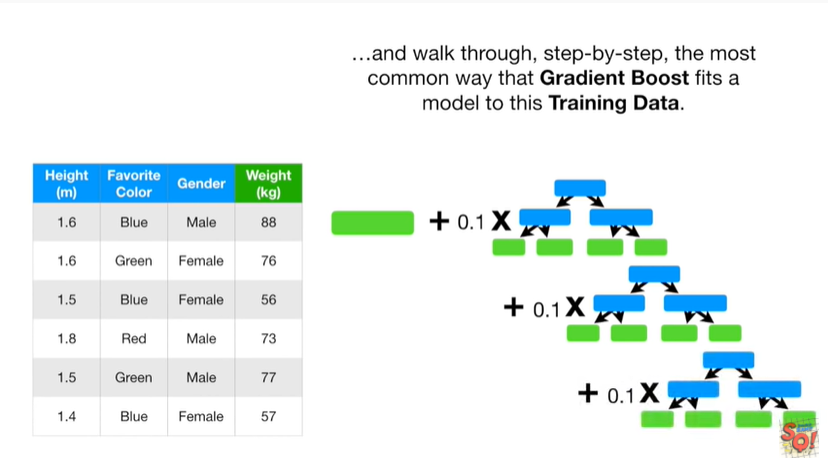 ...and walk through, step-by-step, the most
common way that Gradient Boost fits a
model to this Training Data.
Height (m) Favorite Color Gender Weight (kg)
1.6 Blue Male 88
1.6 Green Female 76
1.5 Blue Female 56
1.8 Red Male 73
1.5 Green Male 77
1.4 Blue Female 57
+ 0.1 X
+ 0.1 X
+ 0.1 X
SQ!